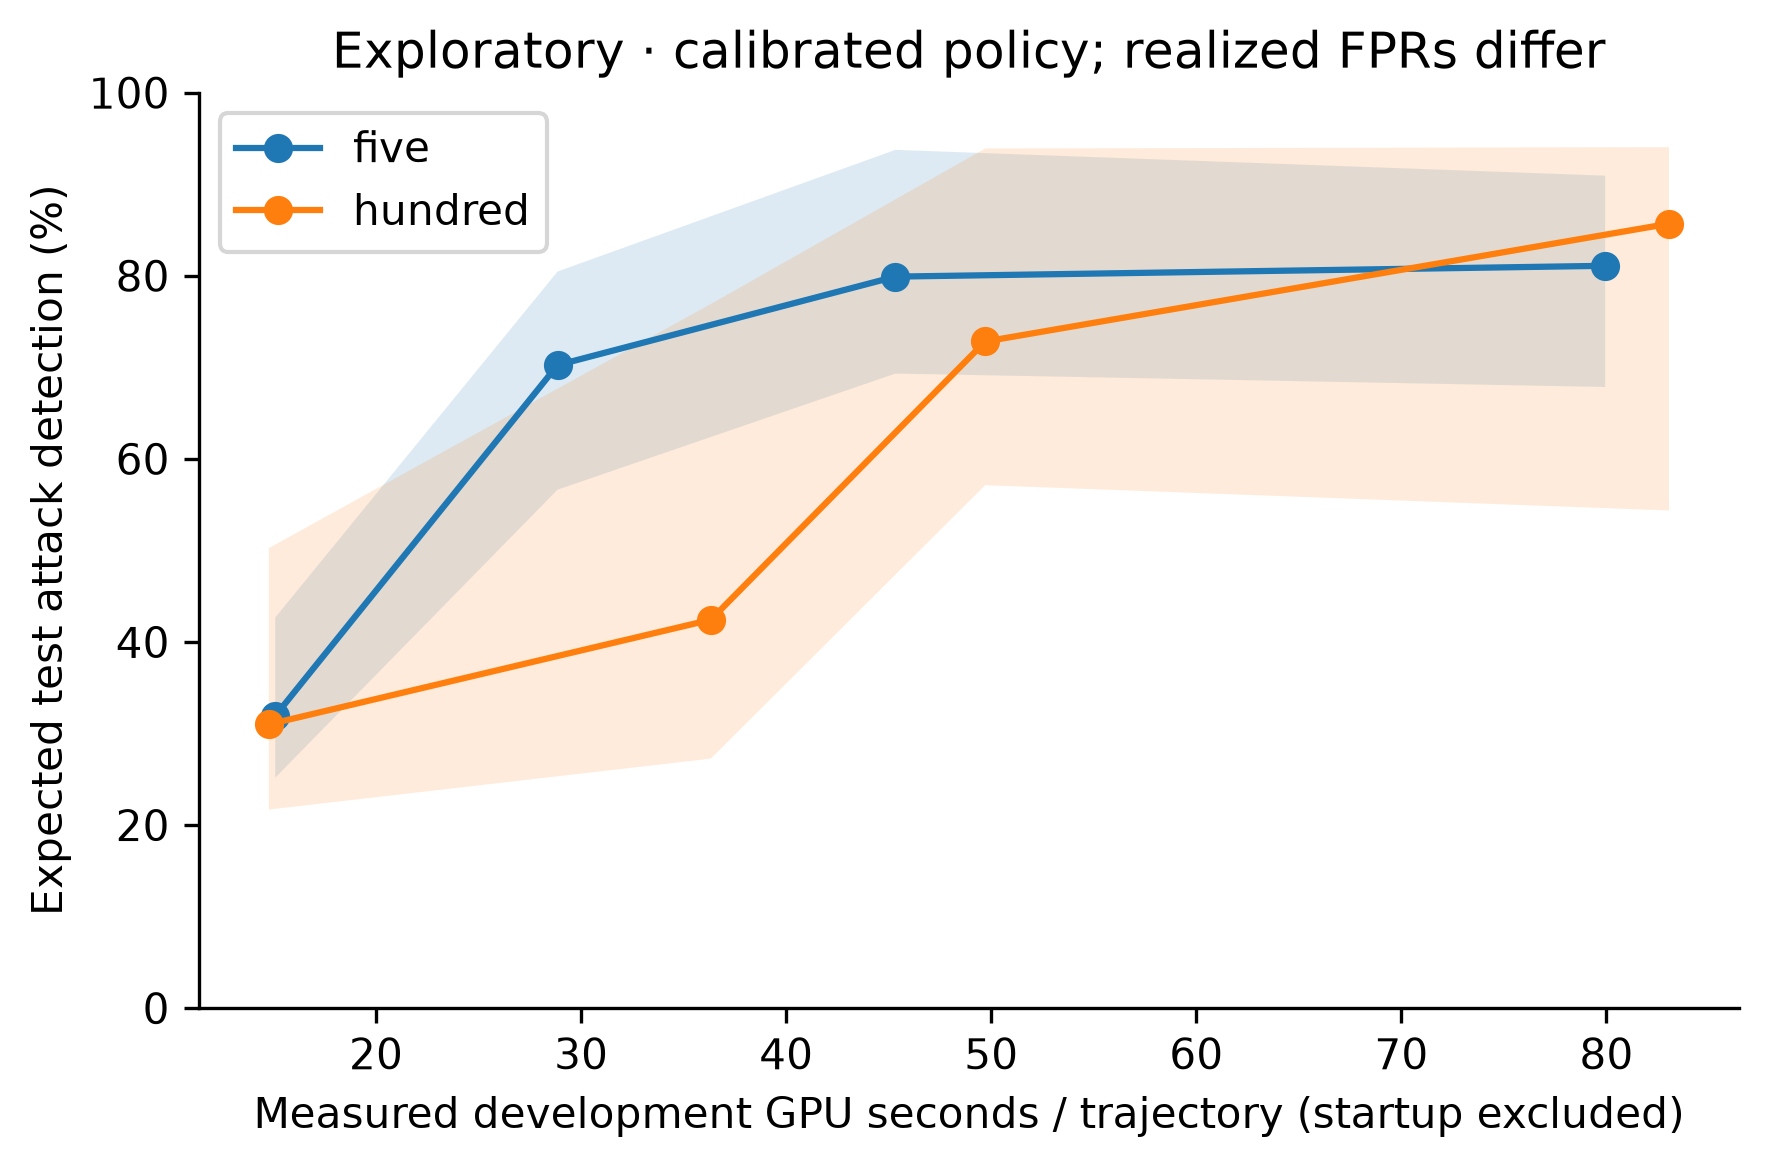 Exploratory · calibrated policy; realized FPRs differ
five
hundred
Expected test attack detection (%)
100
80
60
40
20
0
20 30 40 50 60 70 80
Measured development GPU seconds / trajectory (startup excluded)